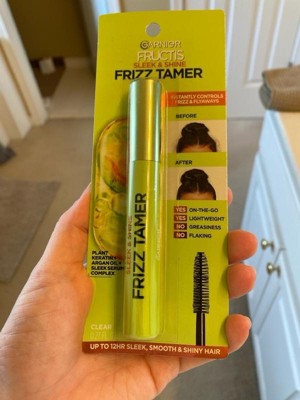 GARNIER
FRUCTIS
SLEEK & SHINE
FRIZZ TAMER
INSTANTLY CONTROLS
FRIZZ & FLYAWAYS
BEFORE
AFTER
YES ON-THE-GO
YES LIGHTWEIGHT
NO GREASINESS
NO FLAKING
SLEEK & SHINE
FRIZZ TAMER
PLANT
KERATIN +
ARGAN OIL +
SLEEK SERUM
COMPLEX
CLEAR
UP TO 12HR SLEEK, SMOOTH & SHINY HAIR